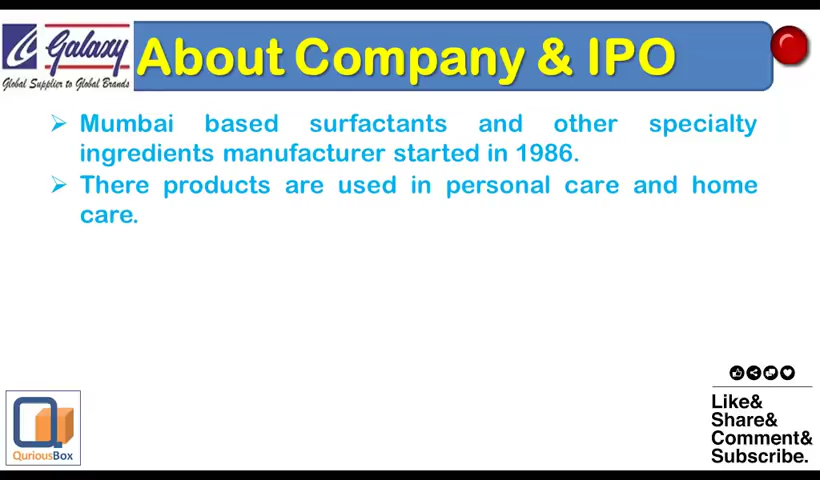 Galaxy
Global Supplier to Global Brands
About Company & IPO
Mumbai based surfactants and other specialty
ingredients manufacturer started in 1986.
There products are used in personal care and home
care.
QuriousBox
Like&
Share&
Comment&
Subscribe.